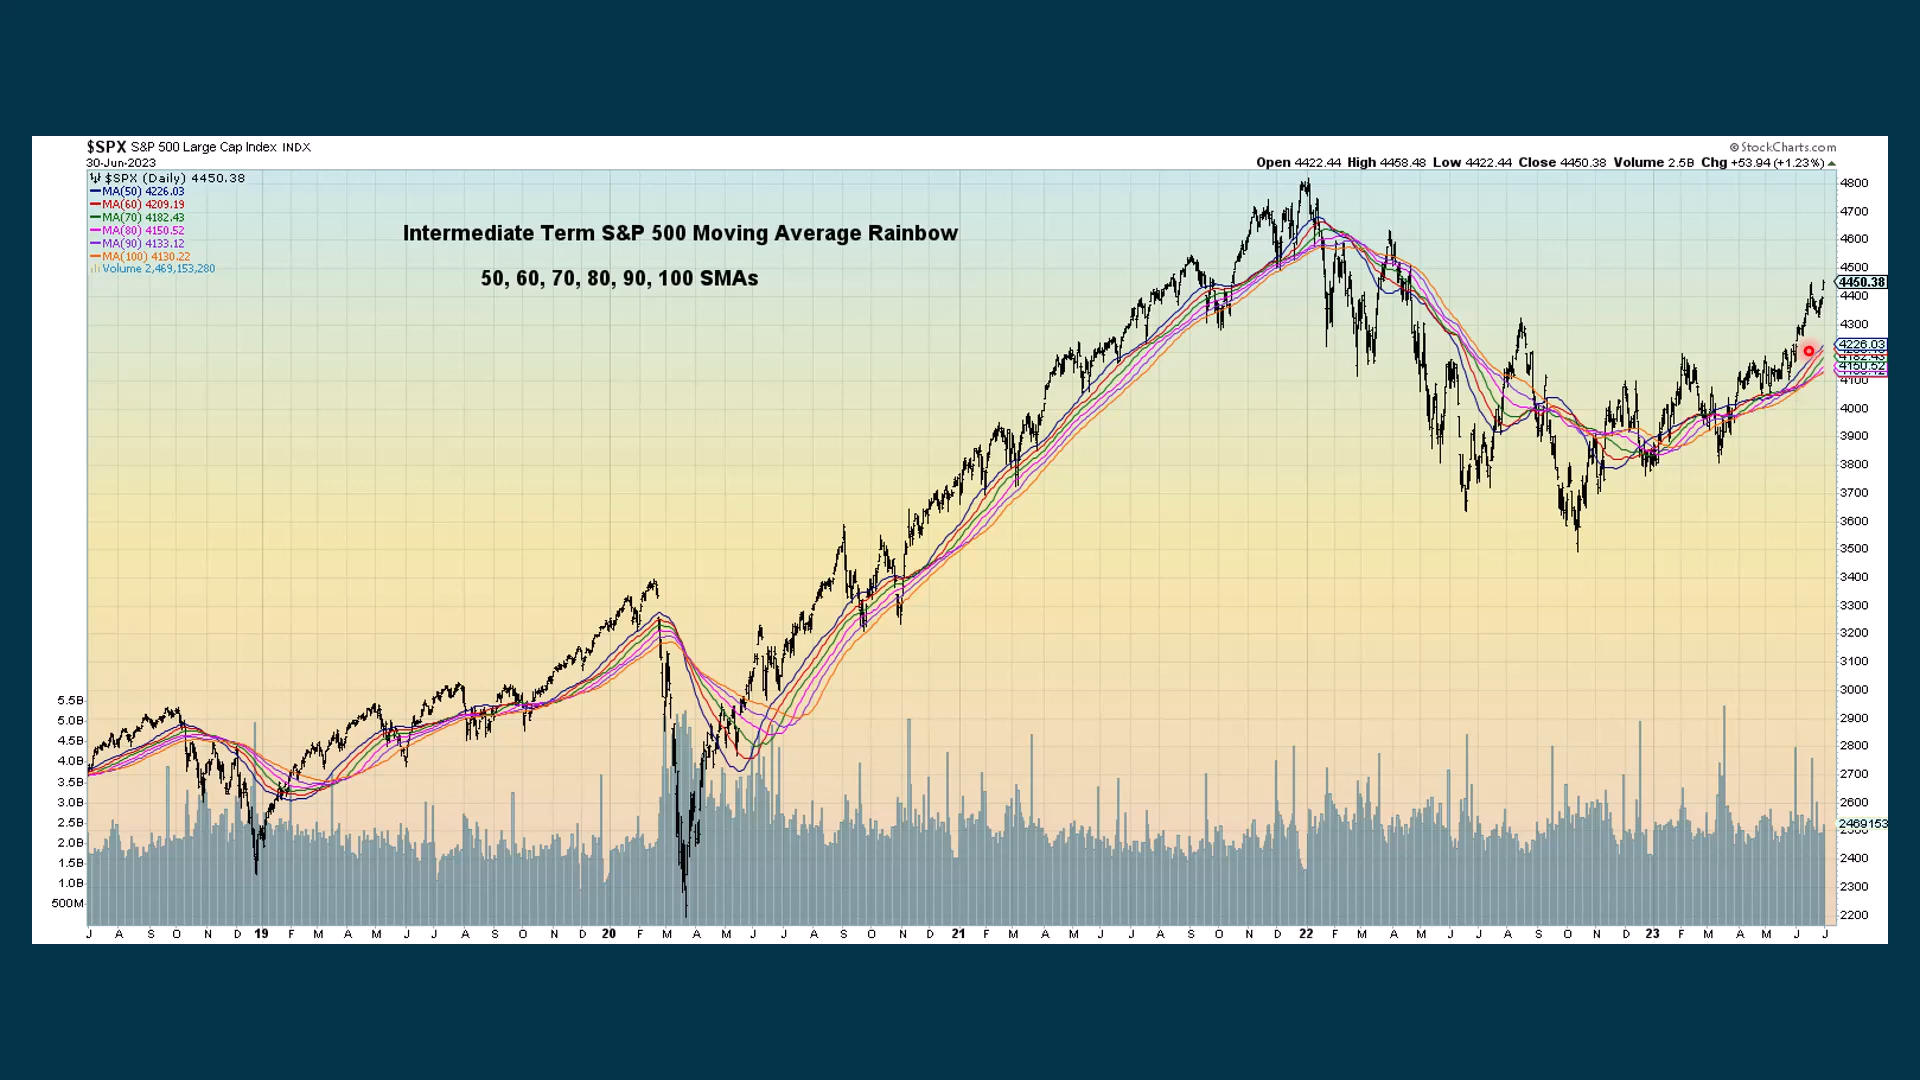 $SPX S&P 500 Large Cap Index INDX
© StockCharts.com
30-Jun-2023
Open 4422.44 High 4458.48 Low 4422.44 Close 4450.38 Volume 2.5B Chg +53.94 (+1.23%)
$SPX (Daily) 4450.38
MA(50) 4226.03
MA(60) 4209.19
MA(70) 4182.43
MA(80) 4150.52
MA(90) 4133.12
MA(100) 4130.22
Volume 2,469,153,280
Intermediate Term S&P 500 Moving Average Rainbow
50, 60, 70, 80, 90, 100 SMAs
4800
4700
4600
4500
4450.38
4400
4300
4226.03
4182.43
4150.52
4100
4000
3900
3800
3700
3600
3500
3400
3300
3200
3100
3000
2900
2800
2700
2600
2469153
2500
2400
2300
2200
5.5B
5.0B
4.5B
4.0B
3.5B
3.0B
2.5B
2.0B
1.5B
1.0B
500M
J A S O N D 19 F M A M J J A S O N D 20 F M A M J J A S O N D 21 F M A M J J A S O N D 22 F M A M J J A S O N D 23 F M A M J J